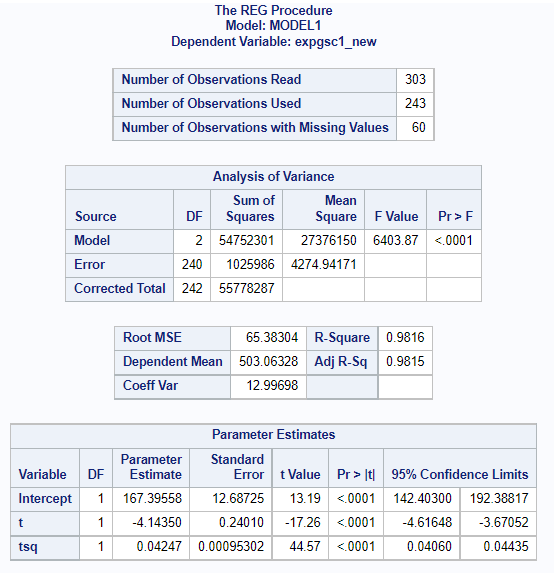 The REG Procedure
Model: MODEL1
Dependent Variable: expgsc1_new
Number of Observations Read 303
Number of Observations Used 243
Number of Observations with Missing Values 60
Analysis of Variance
Source DF Sum of Squares Mean Square F Value Pr > F
Model 2 54752301 27376150 6403.87 <.0001
Error 240 1025986 4274.94171
Corrected Total 242 55778287
Root MSE 65.38304 R-Square 0.9816
Dependent Mean 503.06328 Adj R-Sq 0.9815
Coeff Var 12.99698
Parameter Estimates
Variable DF Parameter Estimate Standard Error t Value Pr > |t| 95% Confidence Limits
Intercept 1 167.39558 12.68725 13.19 <.0001 142.40300 192.38817
t 1 -4.14350 0.24010 -17.26 <.0001 -4.61648 -3.67052
tsq 1 0.04247 0.00095302 44.57 <.0001 0.04060 0.04435